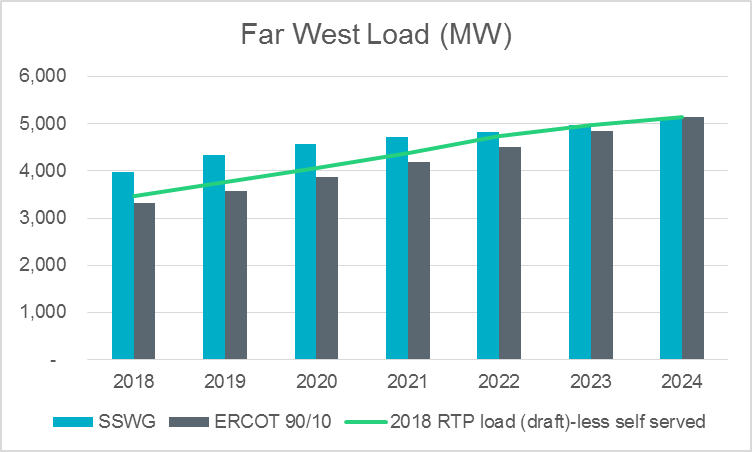 Far West Load (MW)
6,000
5,000
4,000
3,000
2,000
1,000
-
2018 2019 2020 2021 2022 2023 2024
SSWG ERCOT 90/10 2018 RTP load (draft)-less self served